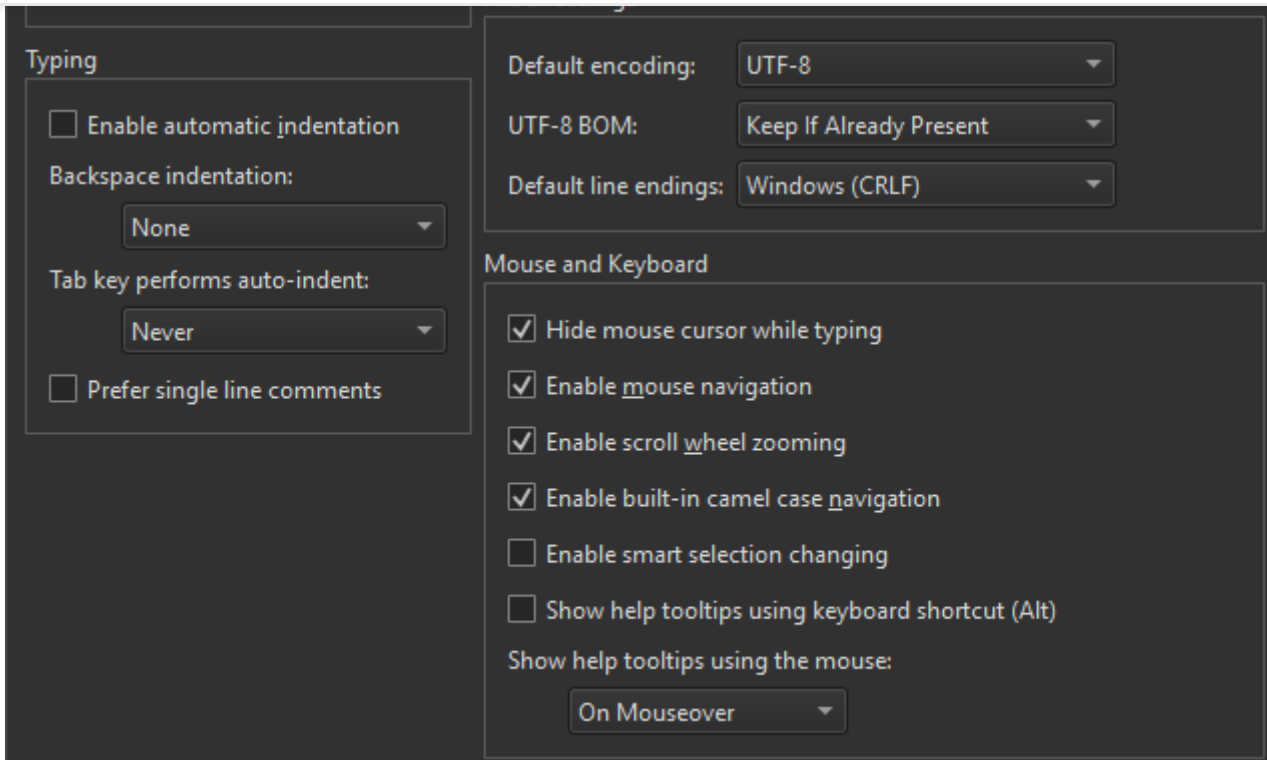 Typing
Enable automatic indentation
Backspace indentation:
None
Tab key performs auto-indent:
Never
Prefer single line comments
Default encoding:
UTF-8
UTF-8 BOM:
Keep If Already Present
Default line endings:
Windows (CRLF)
Mouse and Keyboard
Hide mouse cursor while typing
Enable mouse navigation
Enable scroll wheel zooming
Enable built-in camel case navigation
Enable smart selection changing
Show help tooltips using keyboard shortcut (Alt)
Show help tooltips using the mouse:
On Mouseover